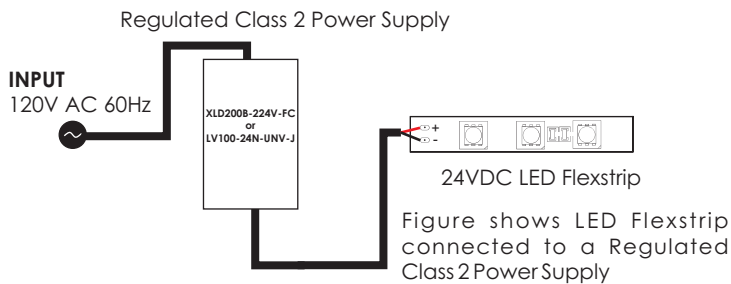 Regulated Class 2 Power Supply
INPUT
120V AC 60Hz
XLD200B-224V-FC
or
LV100-24N-UNV-J
+
-
24VDC LED Flexstrip
Figure shows LED Flexstrip
connected to a Regulated
Class 2 Power Supply